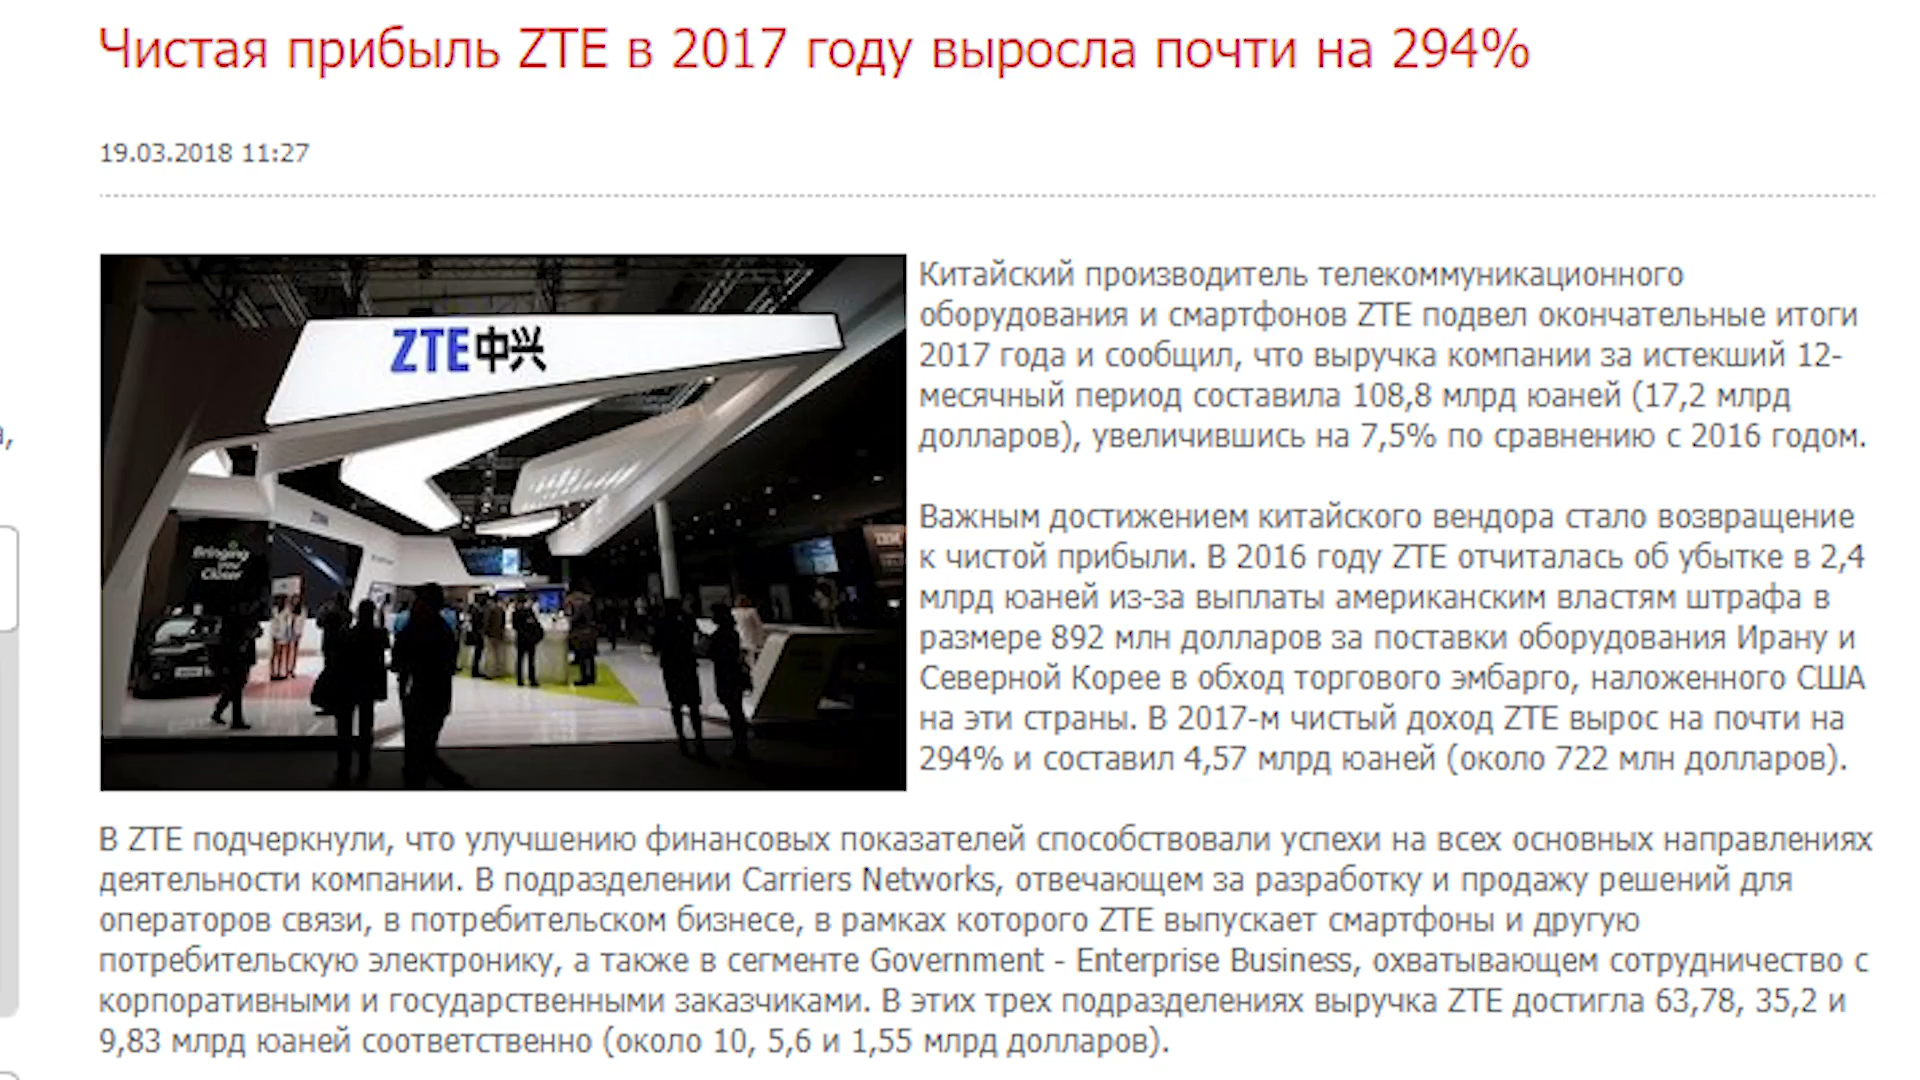 Чистая прибыль ZTE в 2017 году выросла почти на 294%
19.03.2018 11:27
ZTE中兴
Bringing
you
Closer
IBM
Китайский производитель телекоммуникационного
оборудования и смартфонов ZTE подвел окончательные итоги
2017 года и сообщил, что выручка компании за истекший 12-
месячный период составила 108,8 млрд юаней (17,2 млрд
долларов), увеличившись на 7,5% по сравнению с 2016 годом.
Важным достижением китайского вендора стало возвращение
к чистой прибыли. В 2016 году ZTE отчиталась об убытке в 2,4
млрд юаней из-за выплаты американским властям штрафа в
размере 892 млн долларов за поставки оборудования Ирану и
Северной Корее в обход торгового эмбарго, наложенного США
на эти страны. В 2017-м чистый доход ZTE вырос на почти на
294% и составил 4,57 млрд юаней (около 722 млн долларов).
В ZTE подчеркнули, что улучшению финансовых показателей способствовали успехи на всех основных направлениях
деятельности компании. В подразделении Carriers Networks, отвечающем за разработку и продажу решений для
операторов связи, в потребительском бизнесе, в рамках которого ZTE выпускает смартфоны и другую
потребительскую электронику, а также в сегменте Government - Enterprise Business, охватывающем сотрудничество с
корпоративными и государственными заказчиками. В этих трех подразделениях выручка ZTE достигла 63,78, 35,2 и
9,83 млрд юаней соответственно (около 10, 5,6 и 1,55 млрд долларов).